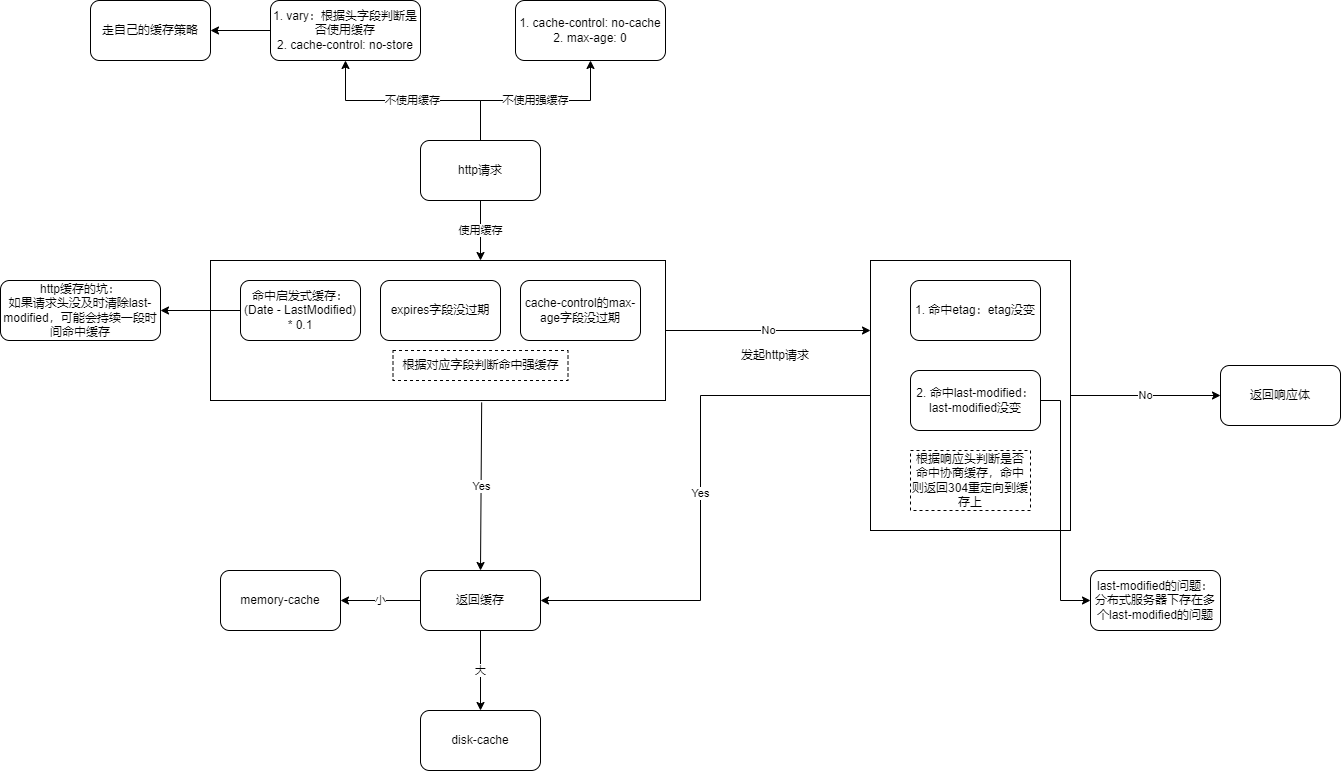 走自己的缓存策略
1. vary：根据头字段判断是
否使用缓存
2. cache-control: no-store
1. cache-control: no-cache
2. max-age: 0
不使用缓存
不使用强缓存
http请求
使用缓存
http缓存的坑：
如果请求头没及时清除last-
modified，可能会持续一段时
间命中缓存
命中启发式缓存：
(Date - LastModified)
* 0.1
expires字段没过期
cache-control的max-
age字段没过期
根据对应字段判断命中强缓存
No
发起http请求
1. 命中etag：etag没变
2. 命中last-modified：
last-modified没变
根据响应头判断是否
命中协商缓存，命中
则返回304重定向到缓
存上
No
返回响应体
Yes
Yes
memory-cache
小
返回缓存
last-modified的问题：
分布式服务器下存在多
个last-modified的问题
大
disk-cache